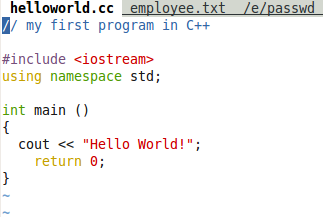 helloworld.cc employee.txt /e/passwd
// my first program in C++

#include <iostream>
using namespace std;

int main ()
{
  cout << "Hello World!";
    return 0;
}
~
~